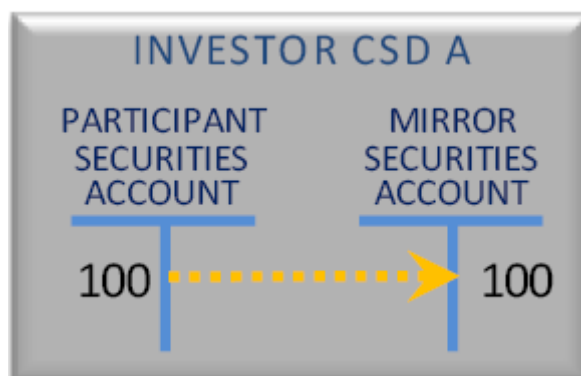 INVESTOR CSD A
PARTICIPANT
SECURITIES
ACCOUNT
MIRROR
SECURITIES
ACCOUNT
100
100